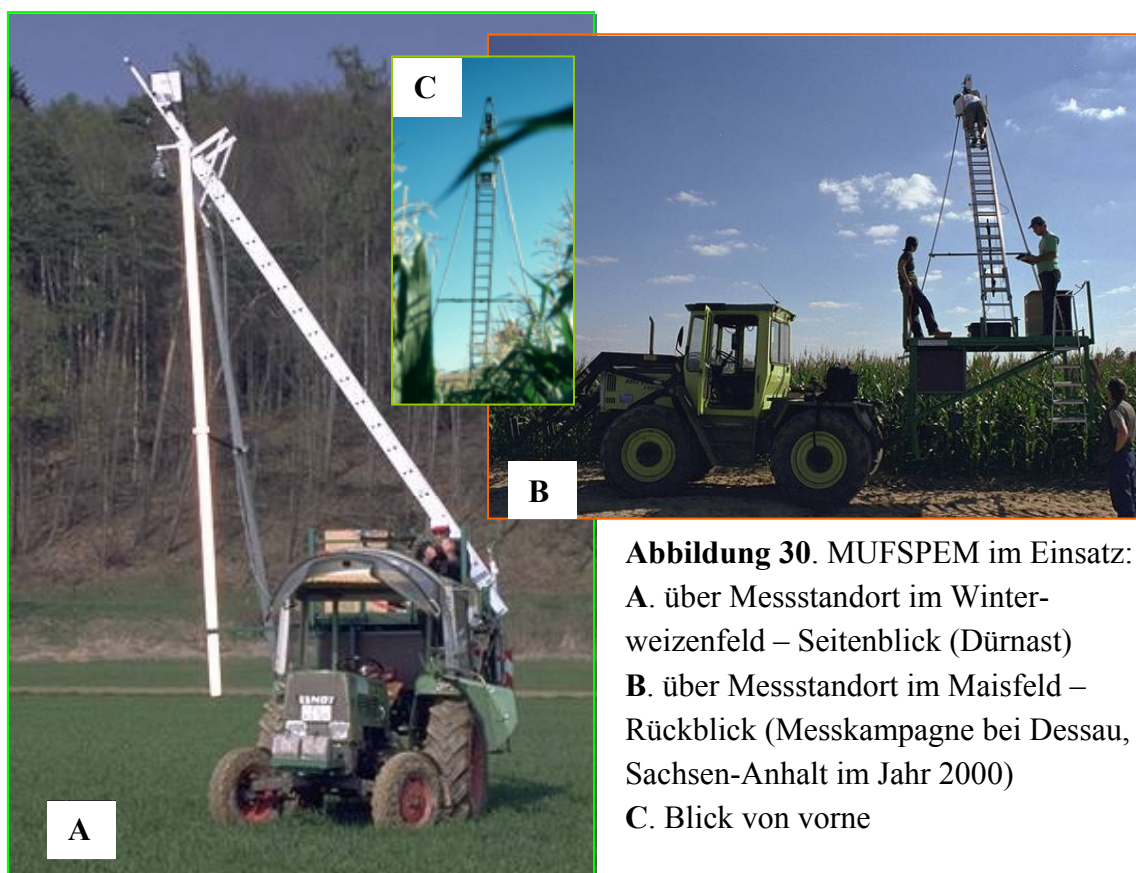 C
B
A
FENDT
Abbildung 30. MUFSPEM im Einsatz:
A. über Messstandort im Winter-
weizenfeld – Seitenblick (Dürnast)
B. über Messstandort im Maisfeld –
Rückblick (Messkampagne bei Dessau,
Sachsen-Anhalt im Jahr 2000)
C. Blick von vorne